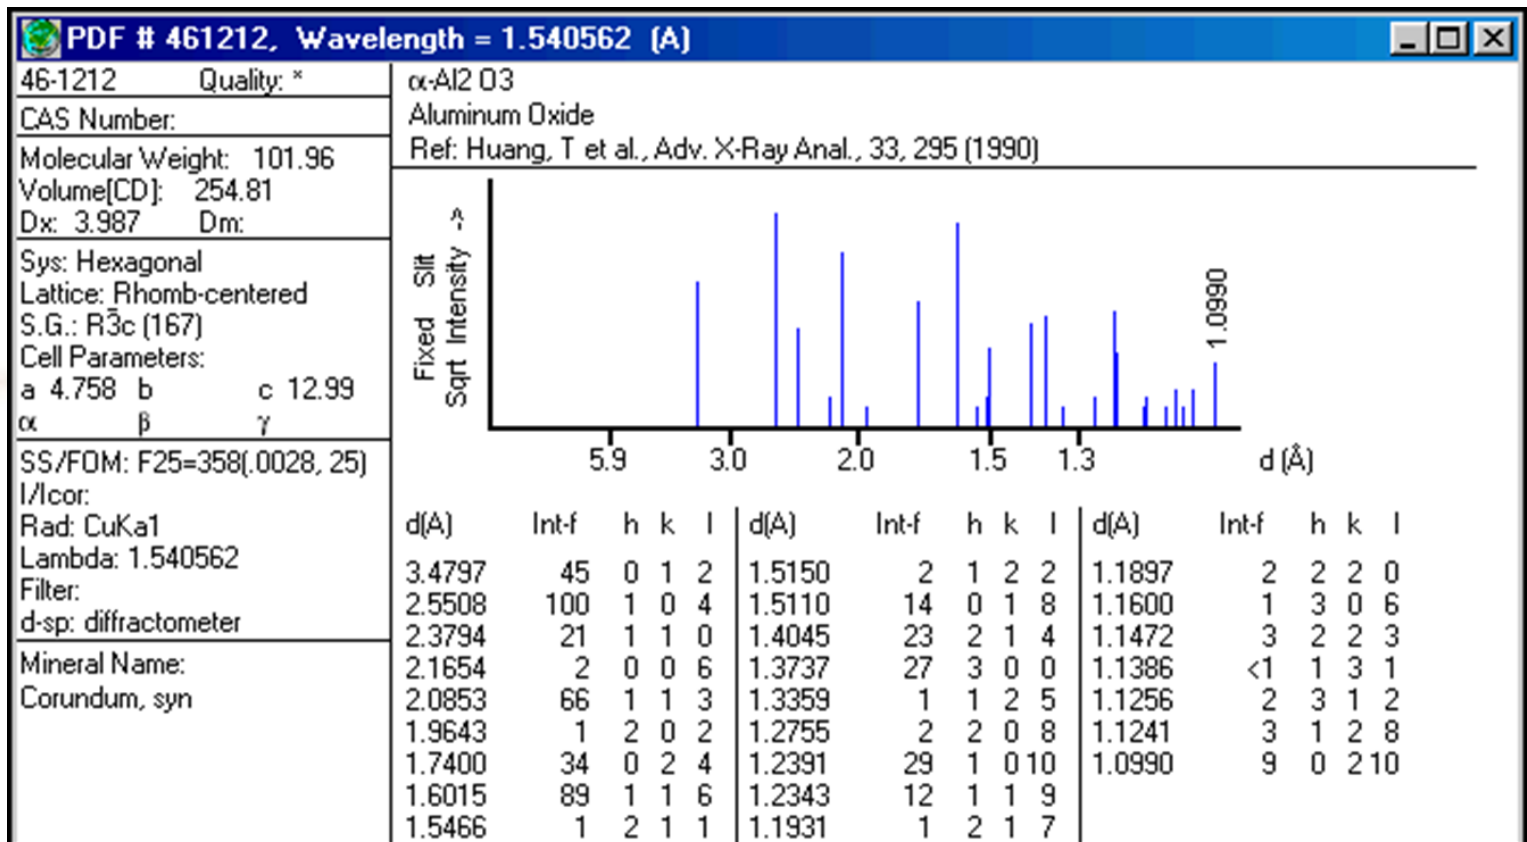 PDF # 461212, Wavelength = 1.540562 (A)
46-1212 Quality: *
CAS Number:
Molecular Weight: 101.96
Volume[CD]: 254.81
Dx: 3.987 Dm:
Sys: Hexagonal
Lattice: Rhomb-centered
S.G.: R3̅c (167)
Cell Parameters:
a 4.758 b c 12.99
α β γ
SS/FOM: F25=358(.0028, 25)
I/Icor:
Rad: CuKa1
Lambda: 1.540562
Filter:
d-sp: diffractometer
Mineral Name:
Corundum, syn
α-Al2 O3
Aluminum Oxide
Ref: Huang, T et al., Adv. X-Ray Anal., 33, 295 (1990)
Fixed Slit
Sqrt Intensity ->
1.0990
5.9 3.0 2.0 1.5 1.3 d (Å)
d(A) Int-f h k l d(A) Int-f h k l d(A) Int-f h k l
3.4797 45 0 1 2 1.5150 2 1 2 2 1.1897 2 2 2 0
2.5508 100 1 0 4 1.5110 14 0 1 8 1.1600 1 3 0 6
2.3794 21 1 1 0 1.4045 23 2 1 4 1.1472 3 2 2 3
2.1654 2 0 0 6 1.3737 27 3 0 0 1.1386 <1 1 3 1
2.0853 66 1 1 3 1.3359 1 1 2 5 1.1256 2 3 1 2
1.9643 1 2 0 2 1.2755 2 2 0 8 1.1241 3 1 2 8
1.7400 34 0 2 4 1.2391 29 1 0 10 1.0990 9 0 2 10
1.6015 89 1 1 6 1.2343 12 1 1 9
1.5466 1 2 1 1 1.1931 1 2 1 7